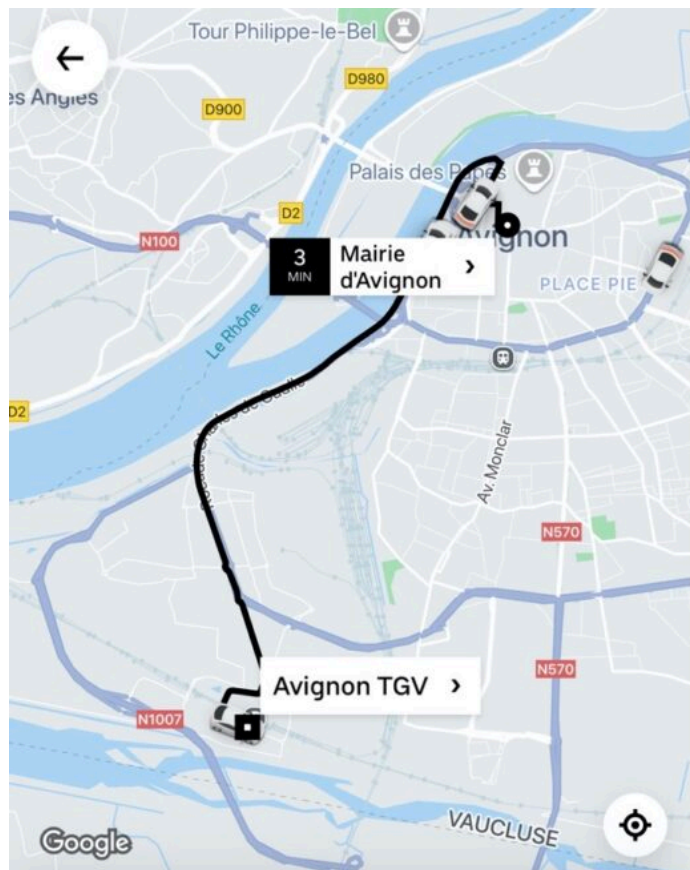 Tour Philippe-le-Bel
D980
es Angles
D900
Palais des Papes
D2
N100
Avignon
3
MIN
Mairie
d'Avignon
PLACE PIE
Le Rhône
D2
Av. Monclar
N570
Avignon TGV
N570
N1007
VAUCLUSE
Google